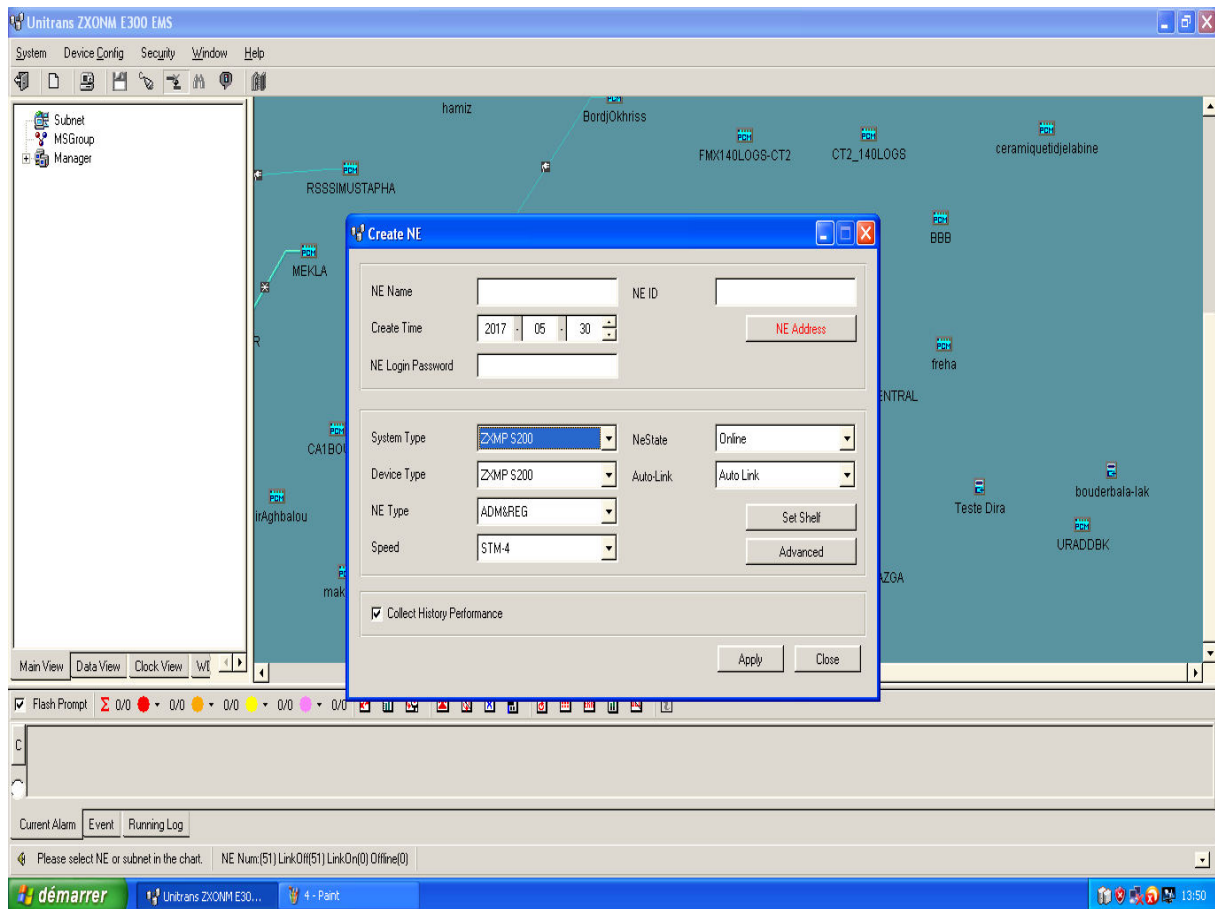 Unitrans ZXONM E300 EMS
System Device Config Security Window Help
Subnet
MSGroup
Manager
hamiz
BordjOkhriss
FMX140LOGS-CT2
CT2_140LOGS
ceramiquetidjelabine
RSSSIMUSTAPHA
BBB
MEKLA
R
freha
ENTRAL
CA1BOU
irAghbalou
Teste Dira
bouderbala-lak
URADDBK
mak
AZGA
Create NE
NE Name
NE ID
Create Time 2017 - 05 - 30
NE Address
NE Login Password
System Type ZXMP S200
NeState Online
Device Type ZXMP S200
Auto-Link Auto Link
NE Type ADM&REG
Set Shelf
Speed STM-4
Advanced
Collect History Performance
Apply Close
Main View Data View Clock View
Flash Prompt Σ 0/0 0/0 0/0 0/0 0/0
C
Current Alarm Event Running Log
Please select NE or subnet in the chart. NE Num:(51) LinkOff(51) LinkOn(0) Offline(0)
démarrer Unitrans ZXONM E30... 4 - Paint 13:50